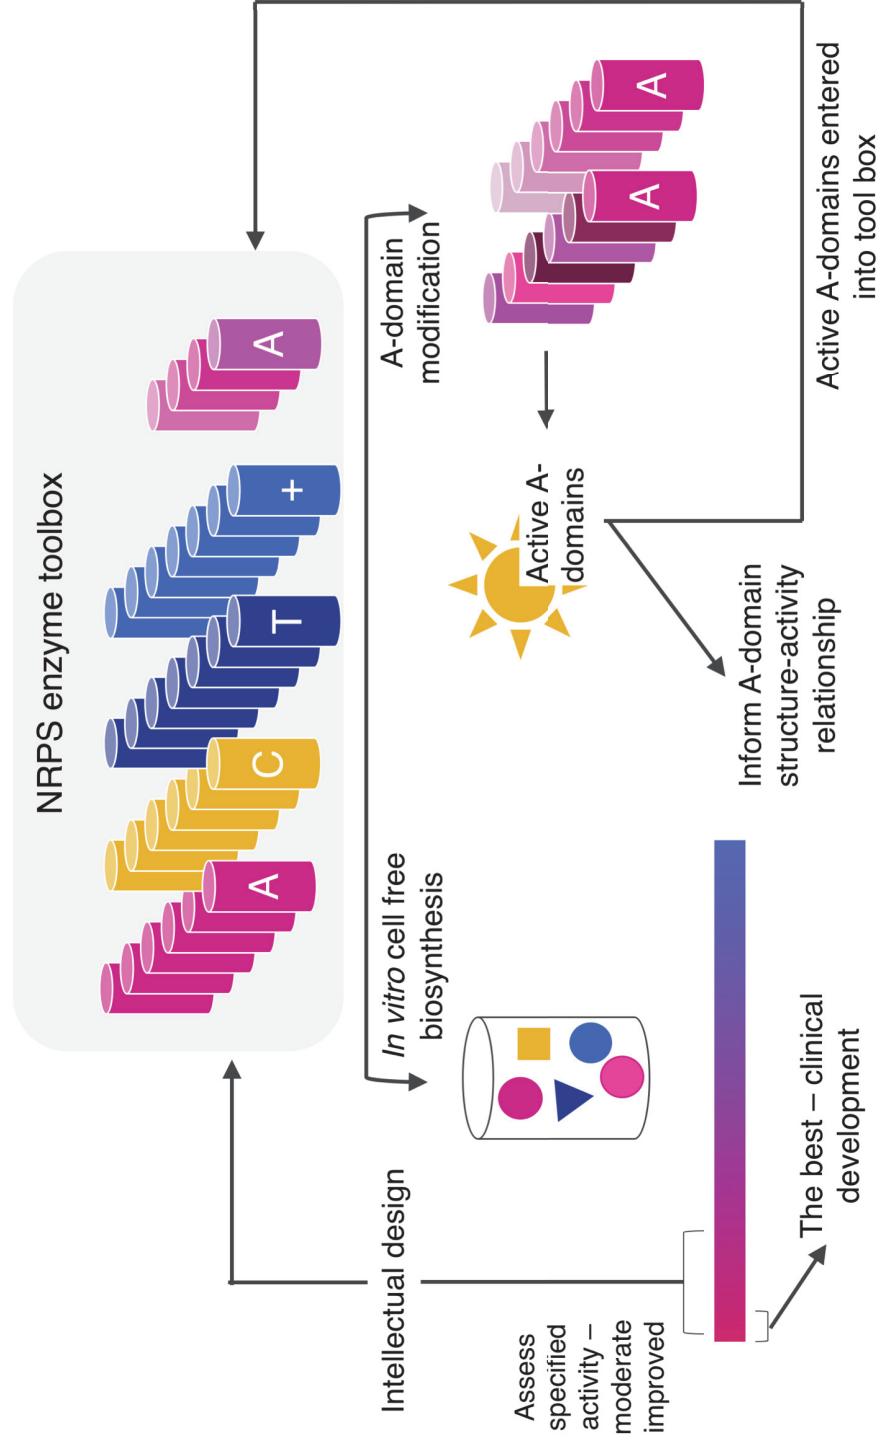 NRPS enzyme toolbox
A
C
T
+
A
In vitro cell free
biosynthesis
A-domain
modification
A
A
Active A-
domains
Active A-domains entered
into tool box
Inform A-domain
structure-activity
relationship
Intellectual design
Assess
specified
activity –
moderate
improved
The best – clinical
development